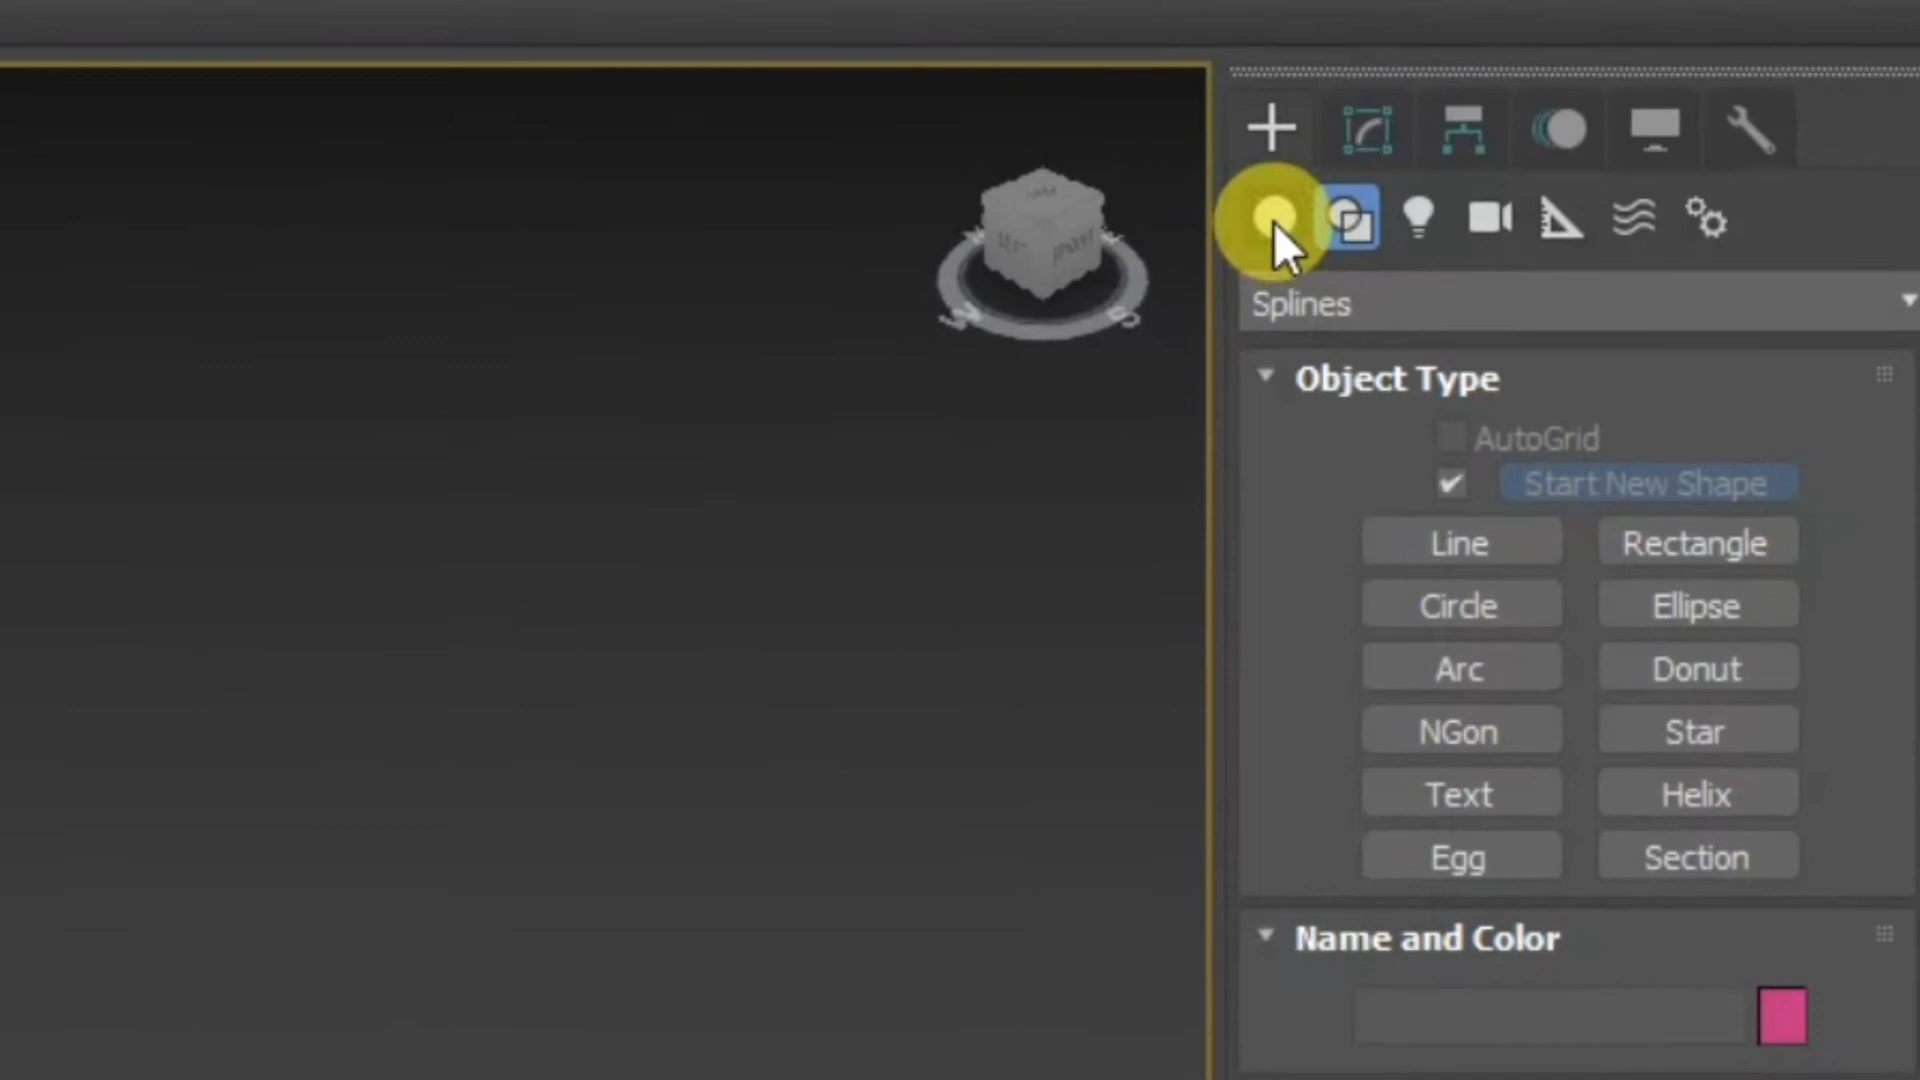 Splines
Object Type
AutoGrid
Start New Shape
Line Rectangle
Circle Ellipse
Arc Donut
NGon Star
Text Helix
Egg Section
Name and Color